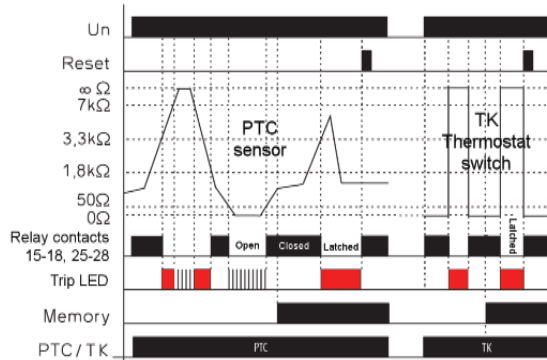 Un
Reset
∞ Ω
7kΩ
3,3kΩ
1,8kΩ
50Ω
0Ω
PTC
sensor
TK
Thermostat
switch
Relay contacts
15-18, 25-28
Open
Closed
Latched
Latched
Trip LED
Memory
PTC/TK
PTC
TK